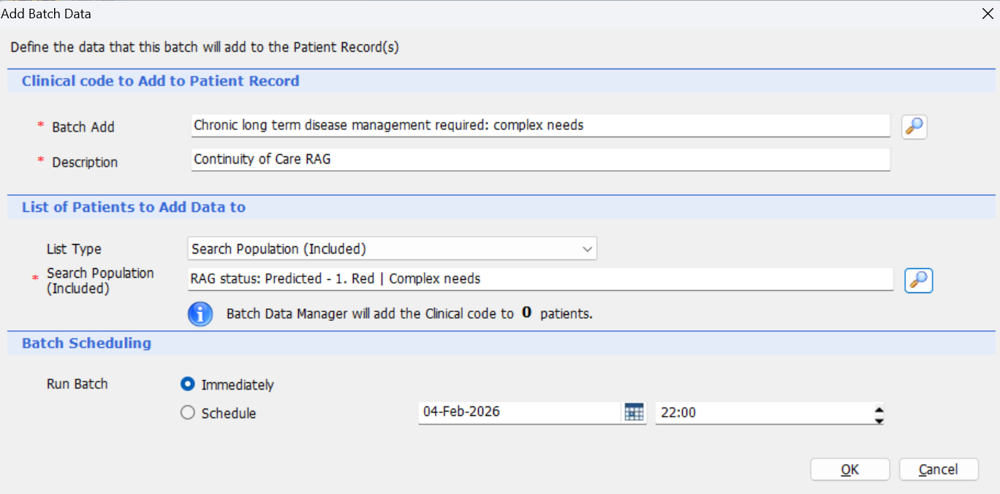 Add Batch Data
Define the data that this batch will add to the Patient Record(s)
Clinical code to Add to Patient Record
* Batch Add
Chronic long term disease management required: complex needs
* Description
Continuity of Care RAG
List of Patients to Add Data to
List Type
Search Population (Included)
* Search Population
(Included)
RAG status: Predicted - 1. Red | Complex needs
Batch Data Manager will add the Clinical code to 0 patients.
Batch Scheduling
Run Batch
Immediately
Schedule
04-Feb-2026
22:00
OK
Cancel